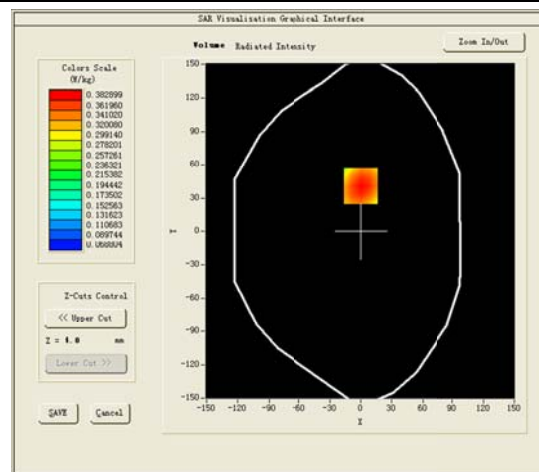 SAR Visualisation Graphical Interface
Volume Radiated Intensity
Zoom In/Out
Colors Scale
(W/kg)
0.382899
0.361960
0.341020
0.320080
0.299140
0.278201
0.257261
0.236321
0.215382
0.194442
0.173502
0.152563
0.131623
0.110683
0.089744
0.068804
150
120
90
60
30
0
-30
-60
-90
-120
-150
Y
-150 -120 -90 -60 -30 0 30 60 90 120 150
X
Z-Cuts Control
<< Upper Cut
Z = 4.0 mm
Lower Cut >>
SAVE Cancel